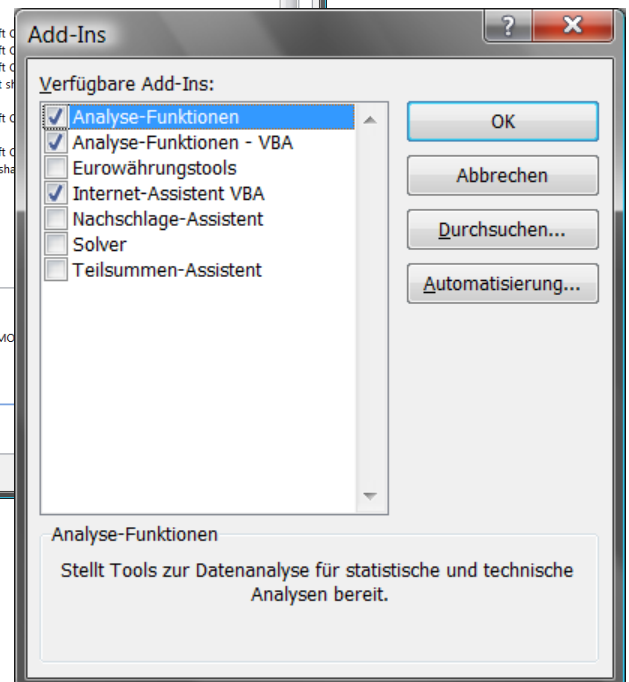 Add-Ins
?
X
Verfügbare Add-Ins:
Analyse-Funktionen
Analyse-Funktionen - VBA
Eurowährungstools
Internet-Assistent VBA
Nachschlage-Assistent
Solver
Teilsummen-Assistent
OK
Abbrechen
Durchsuchen...
Automatisierung...
Analyse-Funktionen
Stellt Tools zur Datenanalyse für statistische und technische
Analysen bereit.